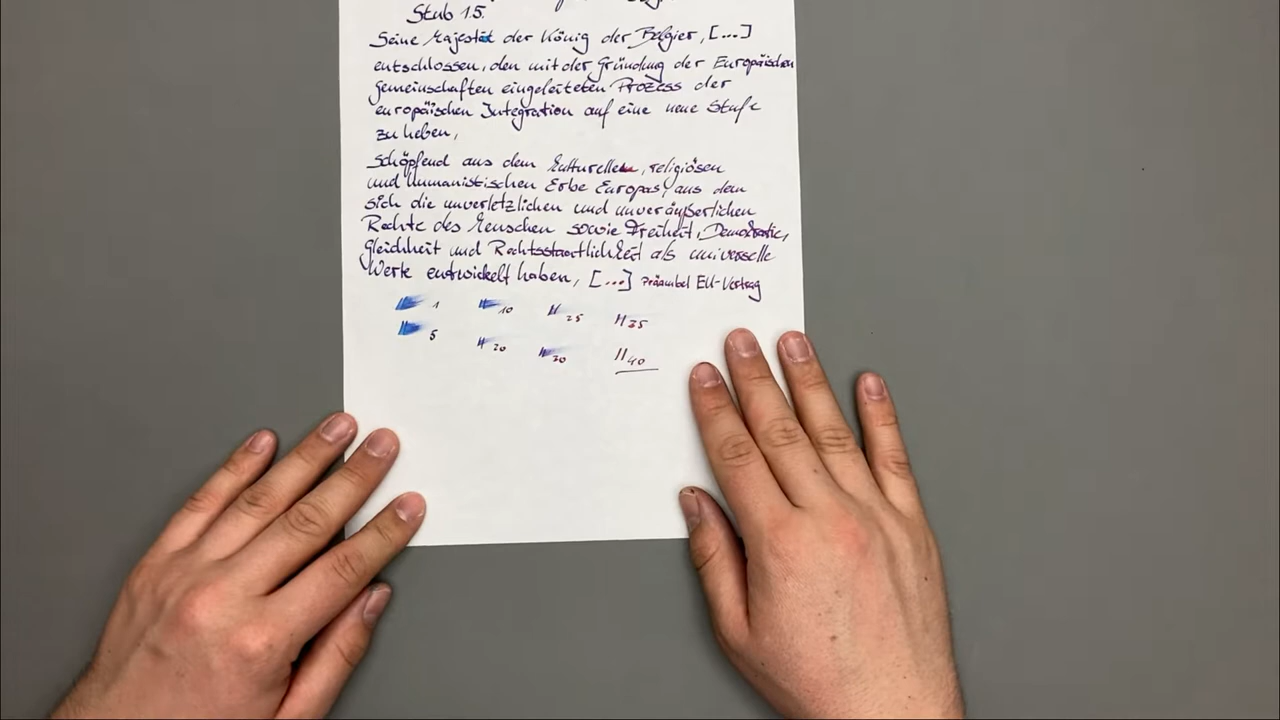 Stub 1.5.
Seine Majestät der König der Belgier, [...]
entschlossen, den mit der Gründung der Europäischen
Gemeinschaften eingeleiteten Prozess der
europäischen Integration auf eine neue Stufe
zu heben,
Schöpfend aus dem kulturellen, religiösen
und humanistischen Erbe Europas, aus dem
sich die unverletzlichen und unveräußerlichen
Rechte des Menschen sowie Freiheit, Demokratie,
Gleichheit und Rechtsstaatlichkeit als universelle
Werte entwickelt haben, [...] Präambel EU-Vertrag
1 10 25 35
5 20 30 40